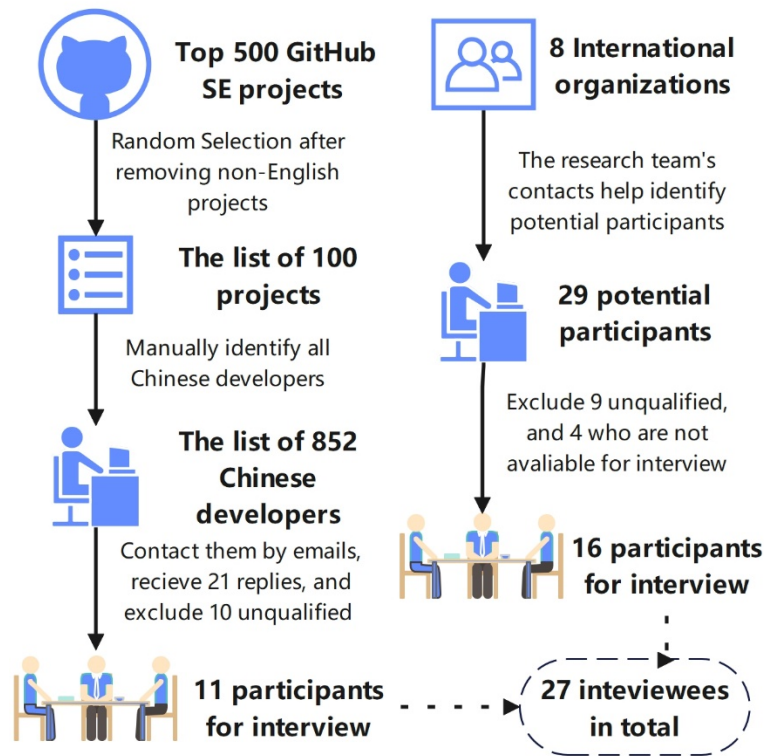 Top 500 GitHub
SE projects
Random Selection after
removing non-English
projects
The list of 100
projects
Manually identify all
Chinese developers
The list of 852
Chinese
developers
Contact them by emails,
recieve 21 replies, and
exclude 10 unqualified
11 participants
for interview
8 International
organizations
The research team's
contacts help identify
potential participants
29 potential
participants
Exclude 9 unqualified,
and 4 who are not
avaliable for interview
16 participants
for interview
27 inteviewees
in total